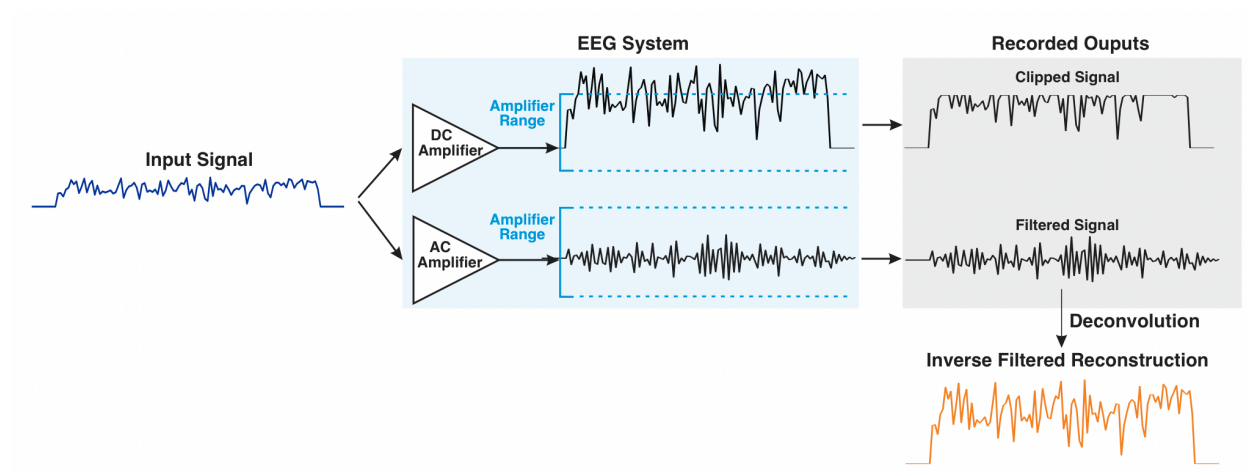 EEG System
Recorded Ouputs
Clipped Signal
Amplifier
Range
DC
Amplifier
Input Signal
Amplifier
Range
Filtered Signal
AC
Amplifier
Deconvolution
Inverse Filtered Reconstruction